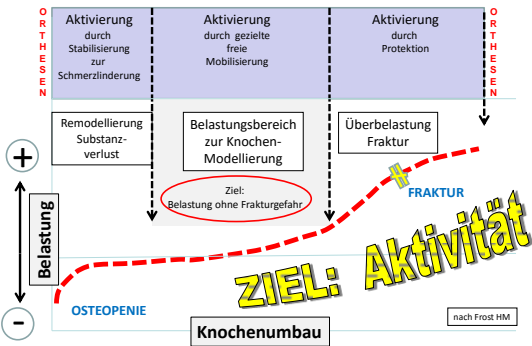 ORTHESEN
Aktivierung
durch
Stabilisierung
zur
Schmerzlinderung
Aktivierung
durch gezielte
freie
Mobilisierung
Aktivierung
durch
Protektion
ORTHESEN
Remodellierung
Substanz-
verlust
Belastungsbereich
zur Knochen-
Modellierung
Überbelastung
Fraktur
Ziel:
Belastung ohne Frakturgefahr
+
Belastung
-
FRAKTUR
ZIEL: Aktivität
OSTEOPENIE
nach Frost HM
Knochenumbau